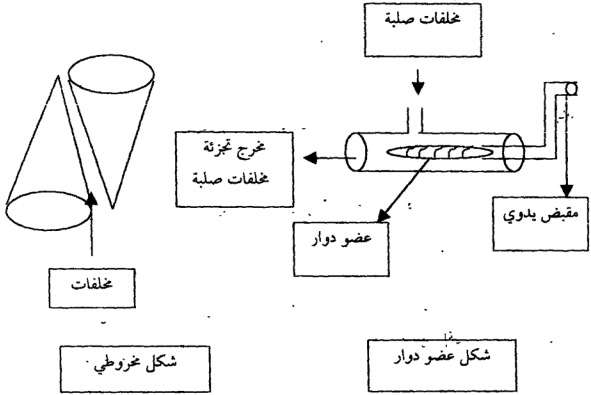 مخلفات صلبة
مخرج تجزئة
مخلفات صلبة
مقبض يدوي
عضو دوار
مخلفات
شكل عضو دوار
شكل مخروطي